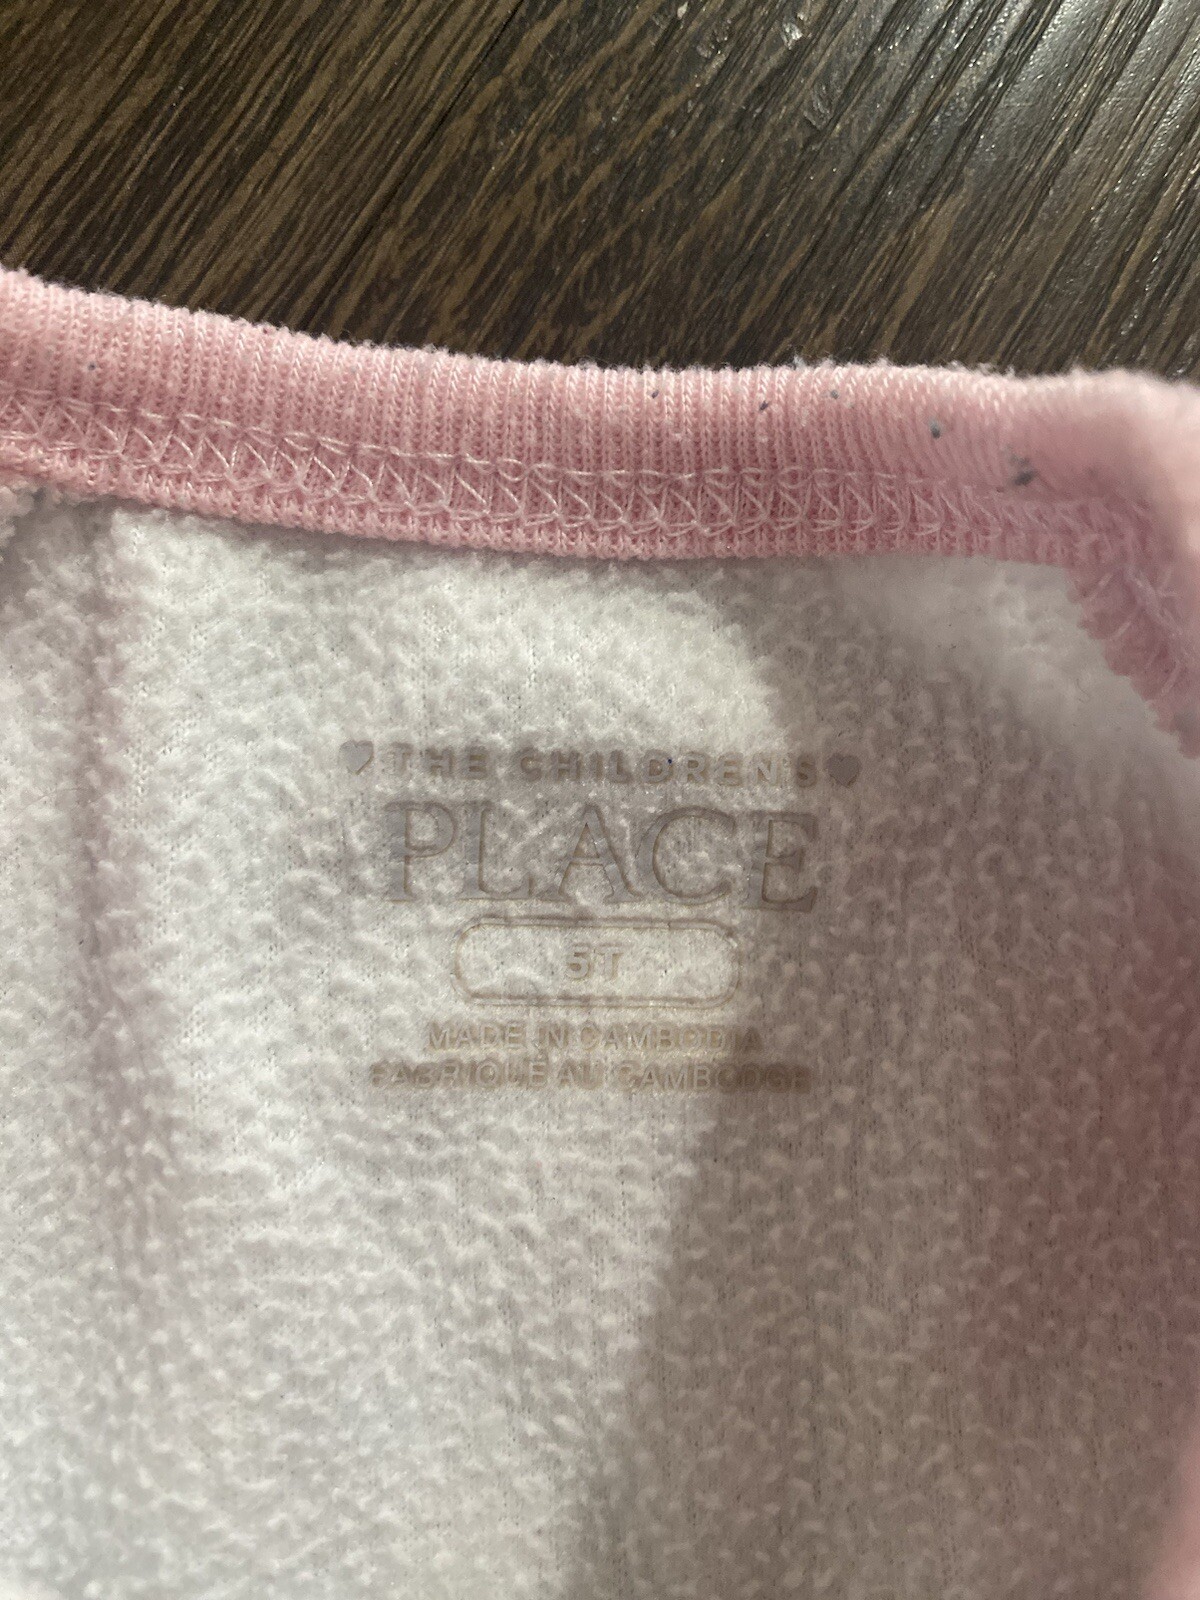 THE CHILDREN'S
PLACE
5T
MADE IN CAMBODIA
FABRIQUÉ AU CAMBODGE